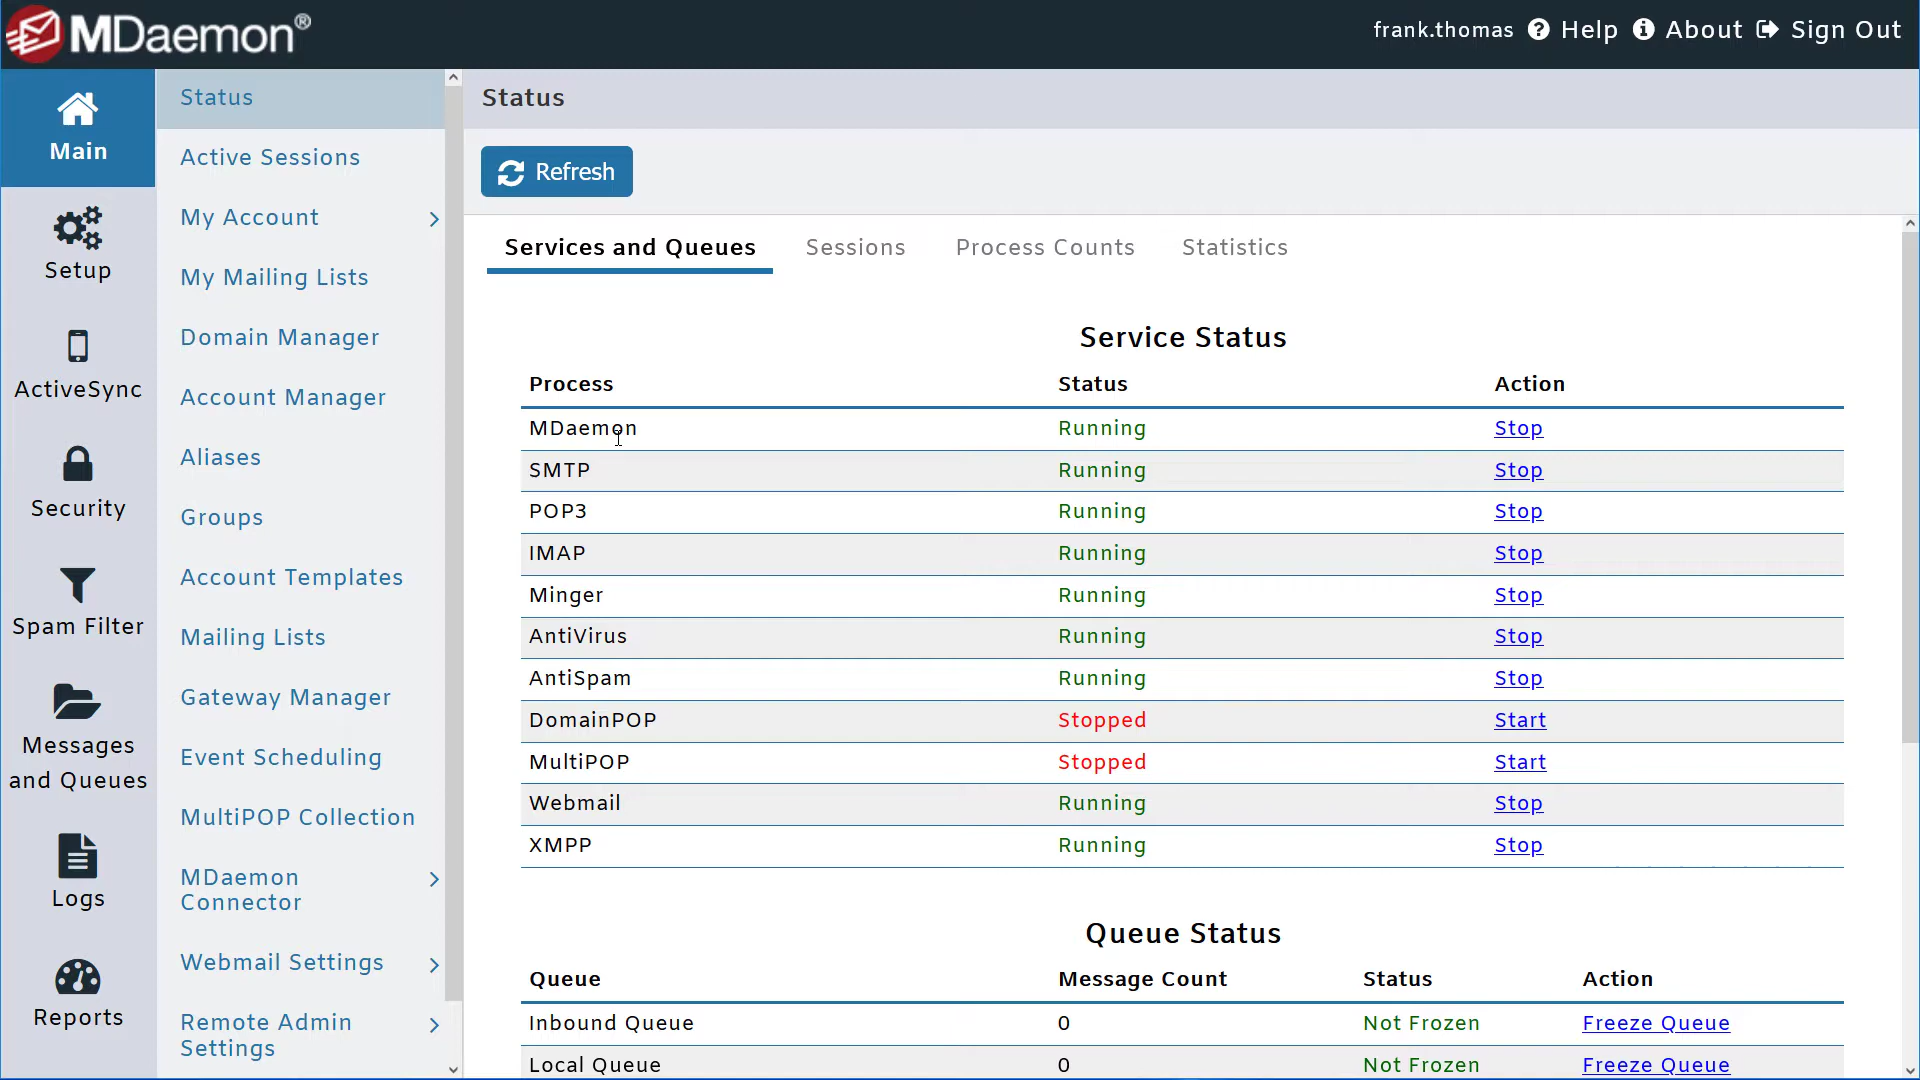 MDaemon®
frank.thomas Help About Sign Out
Main
Setup
ActiveSync
Security
Spam Filter
Messages
and Queues
Logs
Reports
Status
Active Sessions
My Account
My Mailing Lists
Domain Manager
Account Manager
Aliases
Groups
Account Templates
Mailing Lists
Gateway Manager
Event Scheduling
MultiPOP Collection
MDaemon
Connector
Webmail Settings
Remote Admin
Settings
Status
Refresh
Services and Queues Sessions Process Counts Statistics
Service Status
Process Status Action
MDaemon Running Stop
SMTP Running Stop
POP3 Running Stop
IMAP Running Stop
Minger Running Stop
AntiVirus Running Stop
AntiSpam Running Stop
DomainPOP Stopped Start
MultiPOP Stopped Start
Webmail Running Stop
XMPP Running Stop
Queue Status
Queue Message Count Status Action
Inbound Queue 0 Not Frozen Freeze Queue
Local Queue 0 Not Frozen Freeze Queue